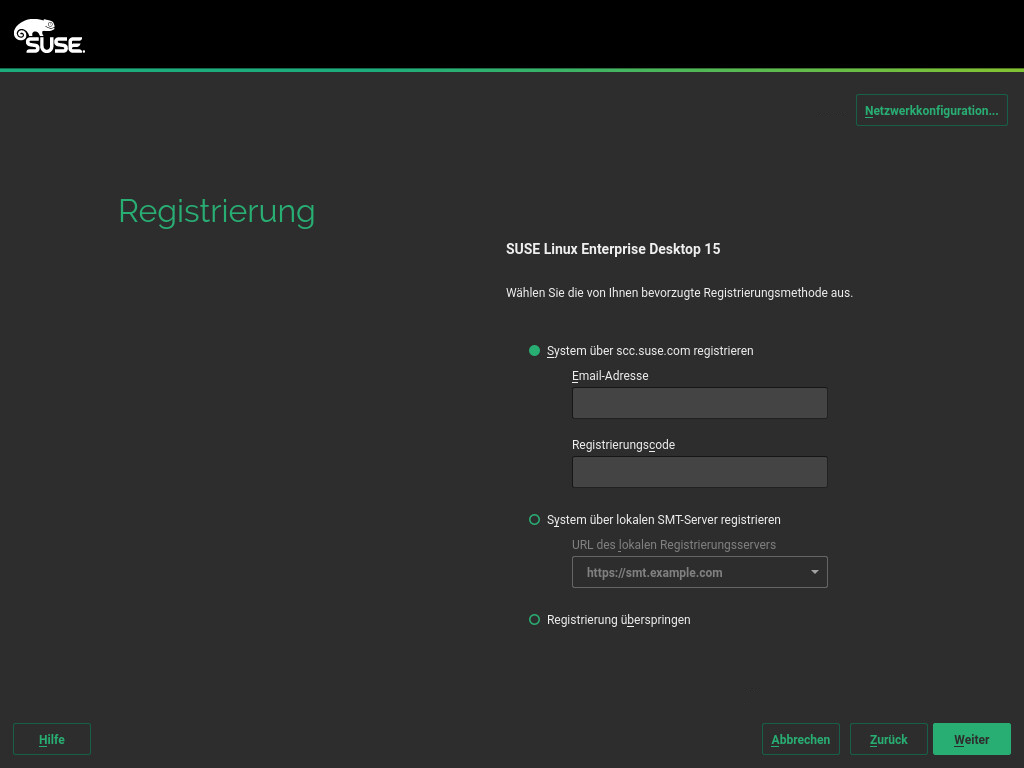 SUSE.
Netzwerkkonfiguration...
Registrierung
SUSE Linux Enterprise Desktop 15
Wählen Sie die von Ihnen bevorzugte Registrierungsmethode aus.
System über scc.suse.com registrieren
Email-Adresse
Registrierungscode
System über lokalen SMT-Server registrieren
URL des lokalen Registrierungsservers
https://smt.example.com
Registrierung überspringen
Hilfe
Abbrechen
Zurück
Weiter